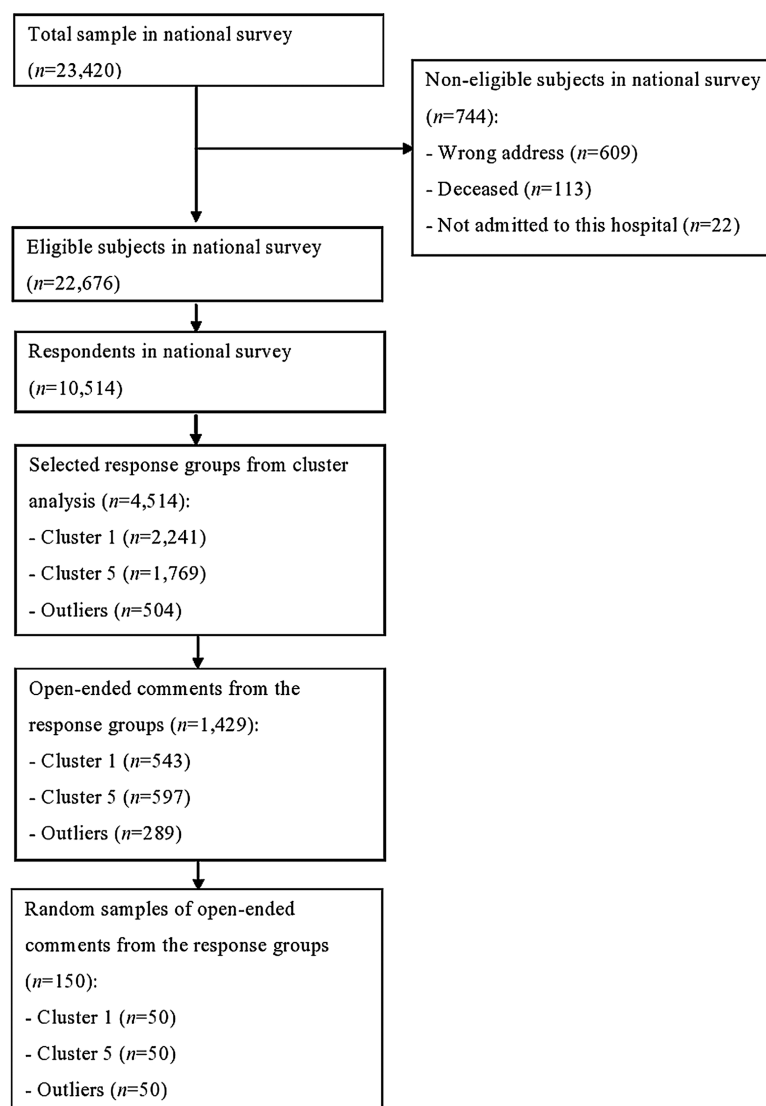 Total sample in national survey
(n=23,420)
Non-eligible subjects in national survey
(n=744):
- Wrong address (n=609)
- Deceased (n=113)
- Not admitted to this hospital (n=22)
Eligible subjects in national survey
(n=22,676)
Respondents in national survey
(n=10,514)
Selected response groups from cluster
analysis (n=4,514):
- Cluster 1 (n=2,241)
- Cluster 5 (n=1,769)
- Outliers (n=504)
Open-ended comments from the
response groups (n=1,429):
- Cluster 1 (n=543)
- Cluster 5 (n=597)
- Outliers (n=289)
Random samples of open-ended
comments from the response groups
(n=150):
- Cluster 1 (n=50)
- Cluster 5 (n=50)
- Outliers (n=50)